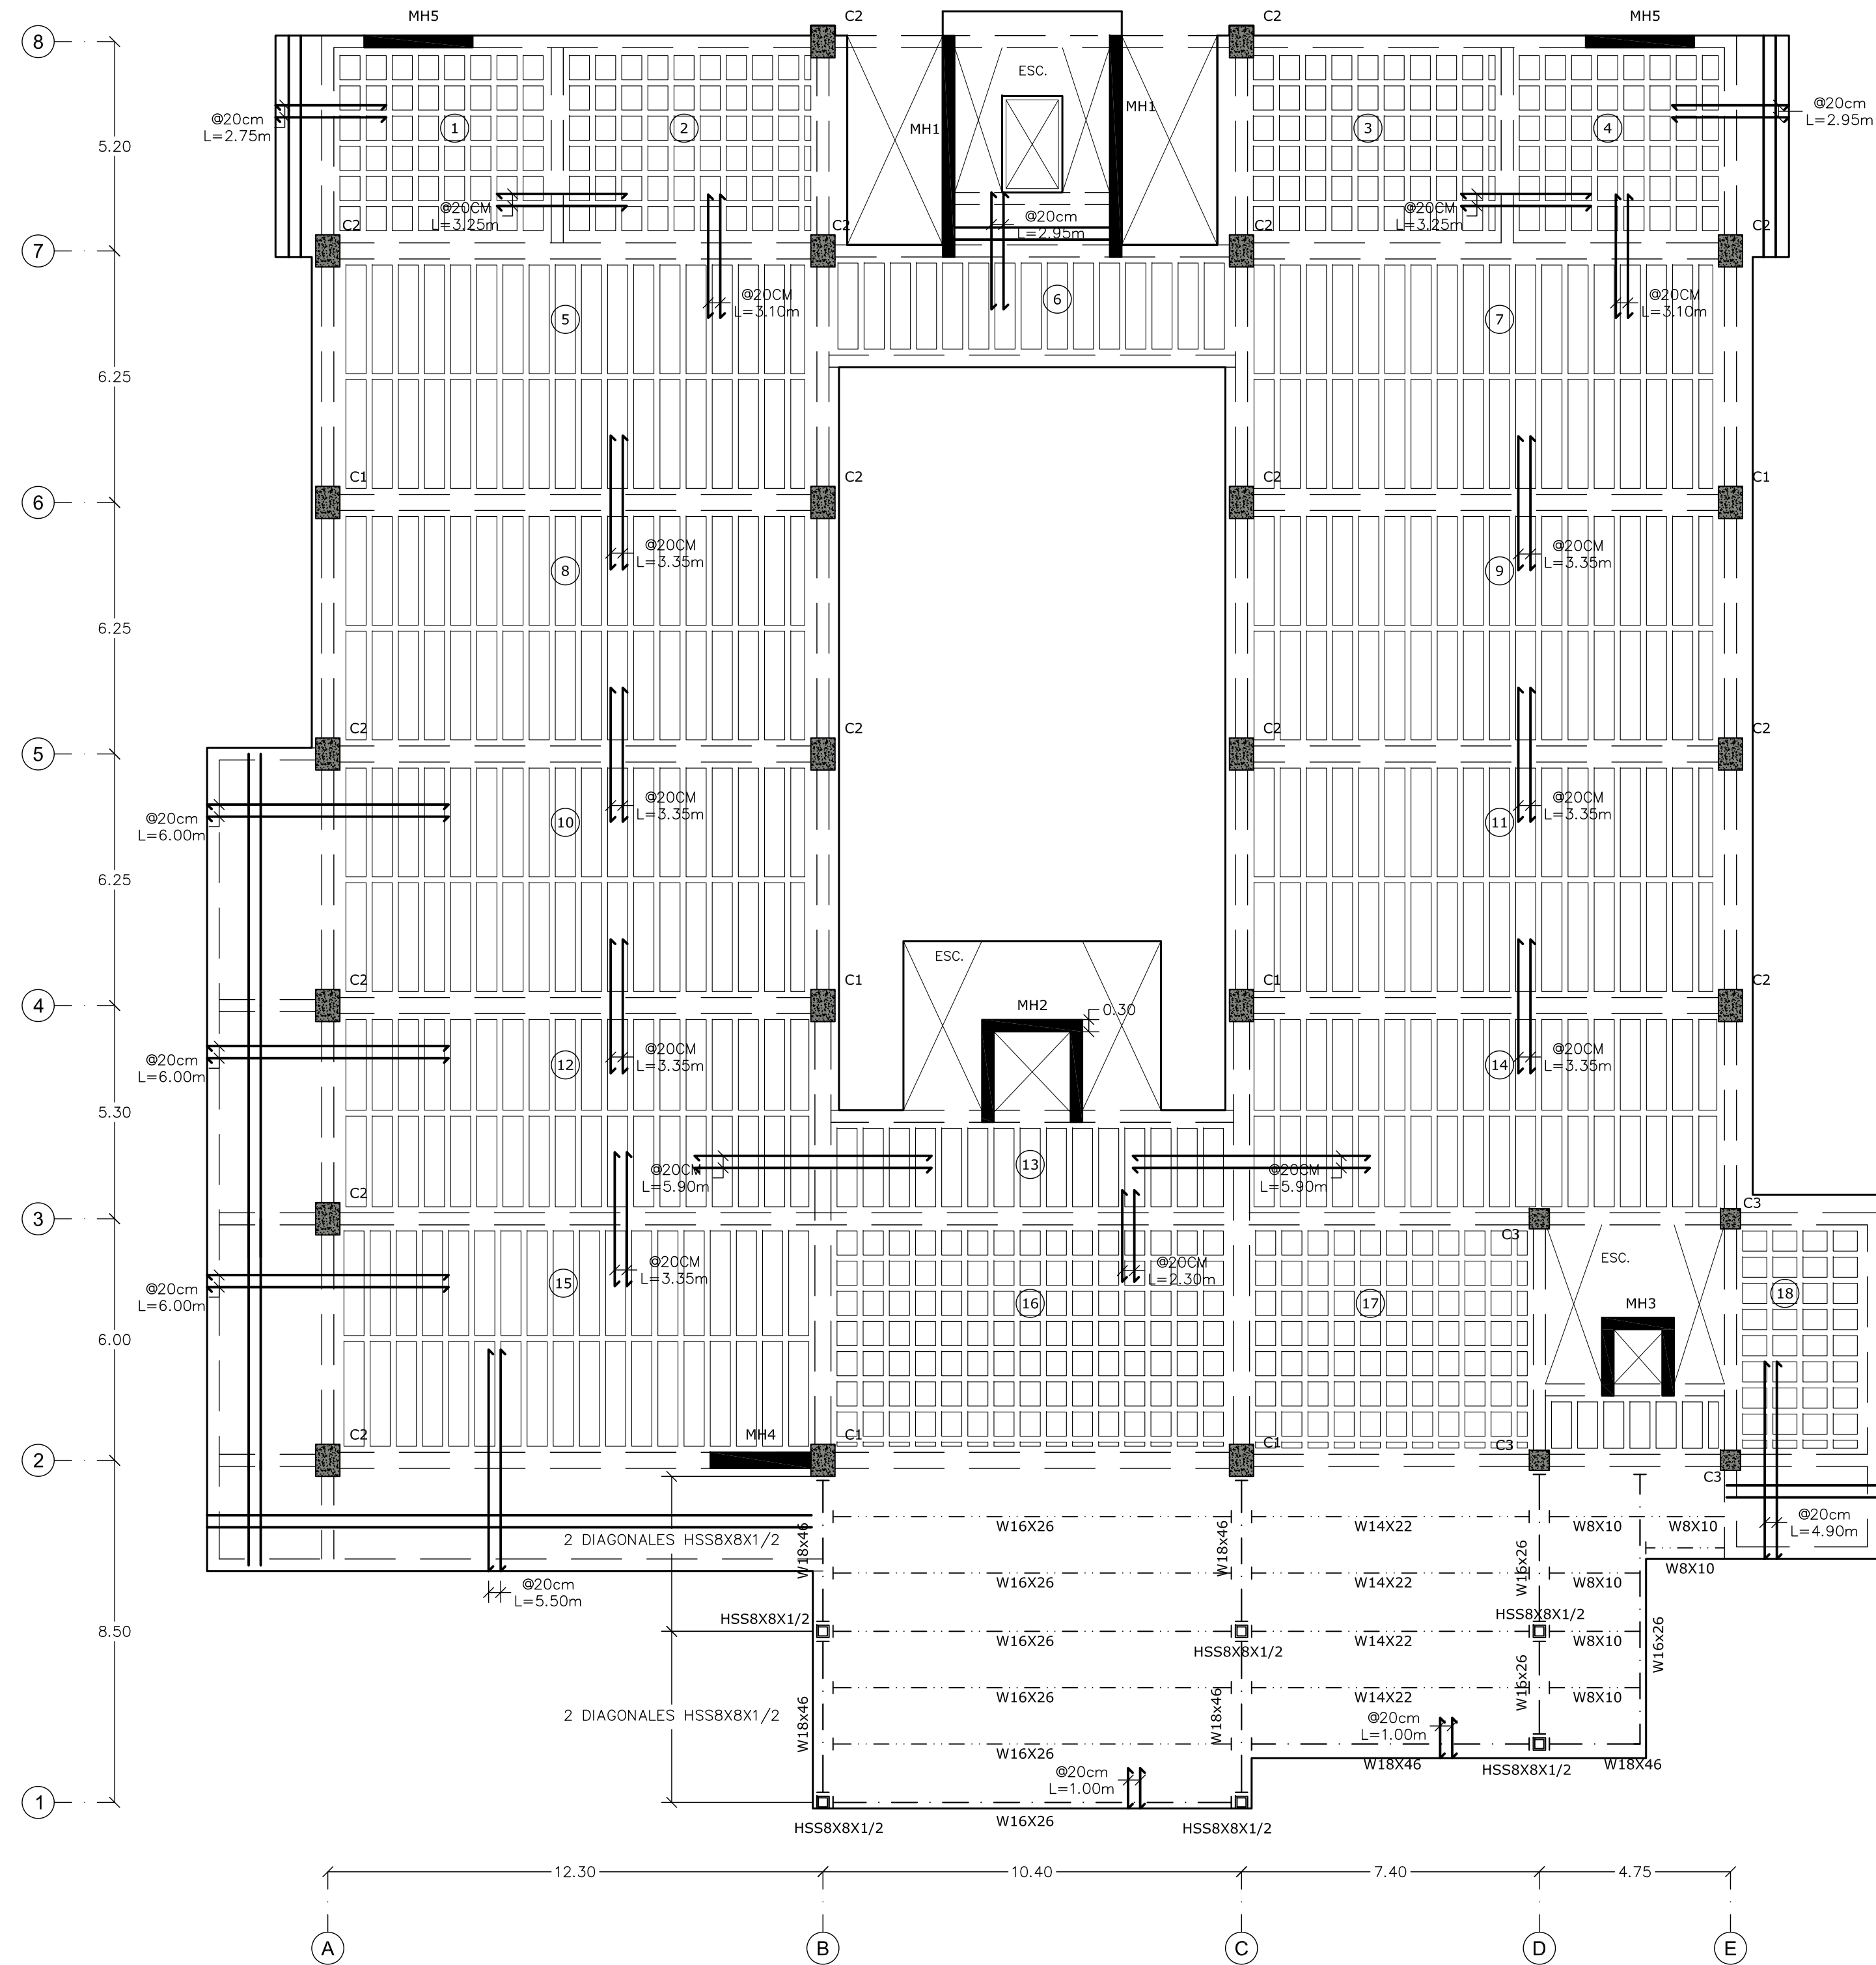 MH5
C2
C2
MH5
8
ESC.
@20cm
L=2.75m
MH1
MH1
@20cm
L=2.95m
1
2
3
4
5.20
@20CM
L=3.25m
@20cm
L=2.95m
@20CM
L=3.25m
C2
C2
C2
C2
7
@20CM
L=3.10m
@20CM
L=3.10m
5
6
7
6.25
C1
C2
C2
C1
6
@20CM
L=3.35m
@20CM
L=3.35m
8
9
6.25
C2
C2
C2
C2
5
@20cm
L=6.00m
@20CM
L=3.35m
@20CM
L=3.35m
10
11
6.25
ESC.
C2
C1
C1
C2
4
MH2
0.30
@20cm
L=6.00m
@20CM
L=3.35m
@20CM
L=3.35m
12
14
5.30
@20CM
L=5.90m
13
@20CM
L=5.90m
C2
C3
3
C3
@20cm
L=6.00m
@20CM
L=3.35m
@20CM
L=2.30m
ESC.
15
16
17
MH3
18
6.00
C2
MH4
C1
C1
C3
2
C3
@20cm
L=4.90m
W16X26
W14X22
W8X10
W8X10
2 DIAGONALES HSS8X8X1/2
W18x46
W18x46
W16x26
W8X10
W16X26
W14X22
W8X10
@20cm
L=5.50m
HSS8X8X1/2
HSS8X8X1/2
8.50
W16X26
HSS8X8X1/2
W14X22
W8X10
W16x26
W16X26
W14X22
W8X10
W16x26
2 DIAGONALES HSS8X8X1/2
W18x46
W18x46
@20cm
L=1.00m
W16X26
W18X46
HSS8X8X1/2
W18X46
@20cm
L=1.00m
1
W16X26
HSS8X8X1/2
HSS8X8X1/2
12.30
10.40
7.40
4.75
A
B
C
D
E